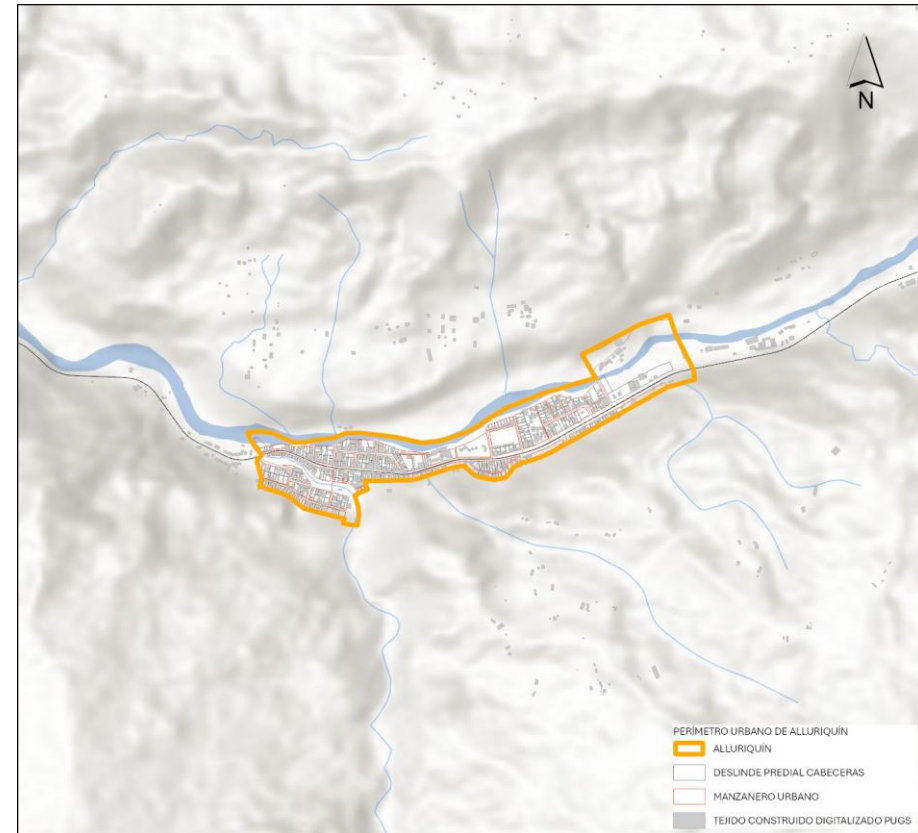 N
PERÍMETRO URBANO DE ALLURIQUÍN
ALLURIQUÍN
DESLINDE PREDIAL CABECERAS
MANZANERO URBANO
TEJIDO CONSTRUIDO DIGITALIZADO PUGS